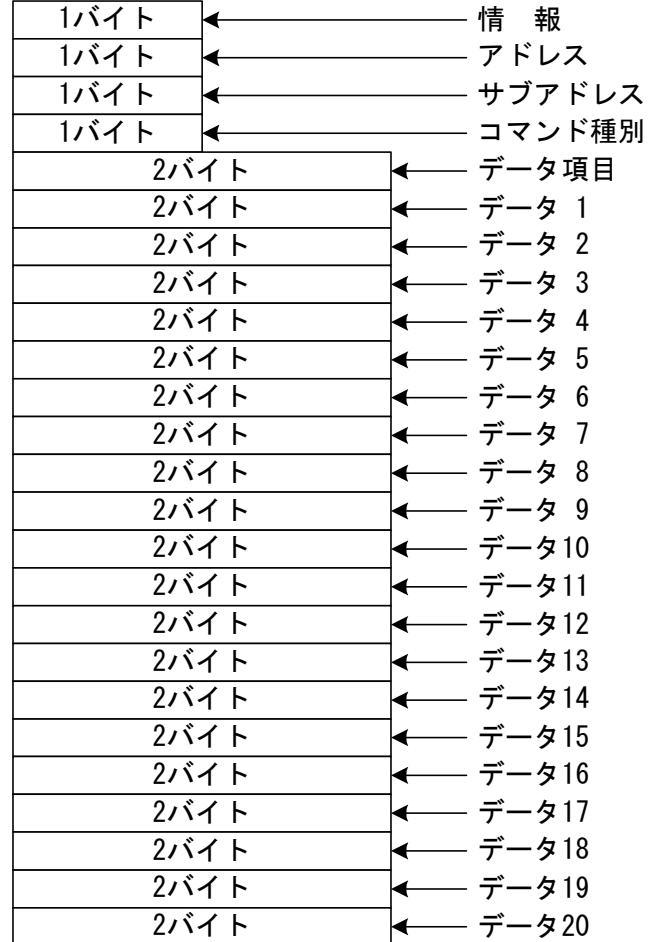 1バイト 情　報
1バイト アドレス
1バイト サブアドレス
1バイト コマンド種別
2バイト データ項目
2バイト データ 1
2バイト データ 2
2バイト データ 3
2バイト データ 4
2バイト データ 5
2バイト データ 6
2バイト データ 7
2バイト データ 8
2バイト データ 9
2バイト データ10
2バイト データ11
2バイト データ12
2バイト データ13
2バイト データ14
2バイト データ15
2バイト データ16
2バイト データ17
2バイト データ18
2バイト データ19
2バイト データ20